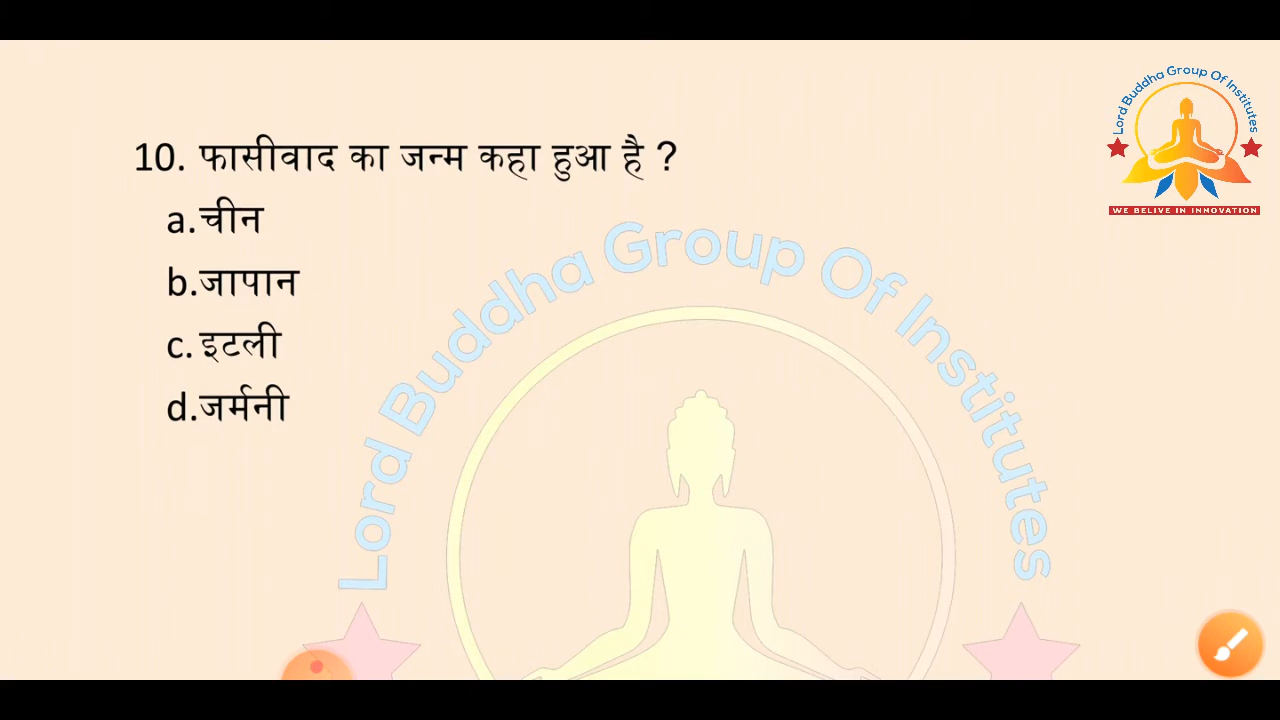 Lord Buddha Group Of Institutes
WE BELIVE IN INNOVATION
10. फासीवाद का जन्म कहा हुआ है ?
a.चीन
b.जापान
c. इटली
d.जर्मनी
Lord Buddha Group Of Institutes